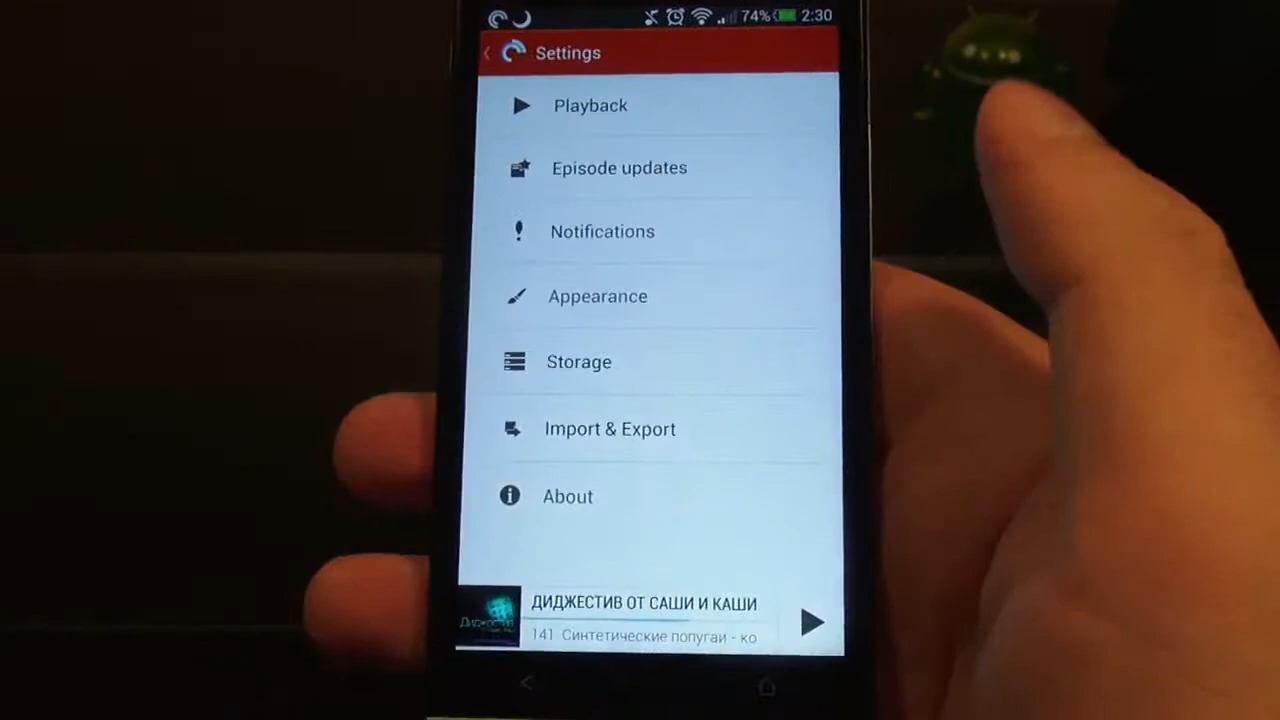 74% 2:30
Settings
Playback
Episode updates
Notifications
Appearance
Storage
Import & Export
About
ДИДЖЕСТИВ ОТ САШИ И КАШИ
141 Синтетические попугаи - ко